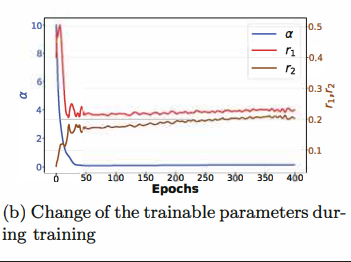 10
8
6
4
2
0
α
α
r₁
r₂
0.5
0.4
0.3
0.2
0.1
r₁,r₂
0 50 100 150 200 250 300 350 400
Epochs
(b) Change of the trainable parameters dur-
ing training